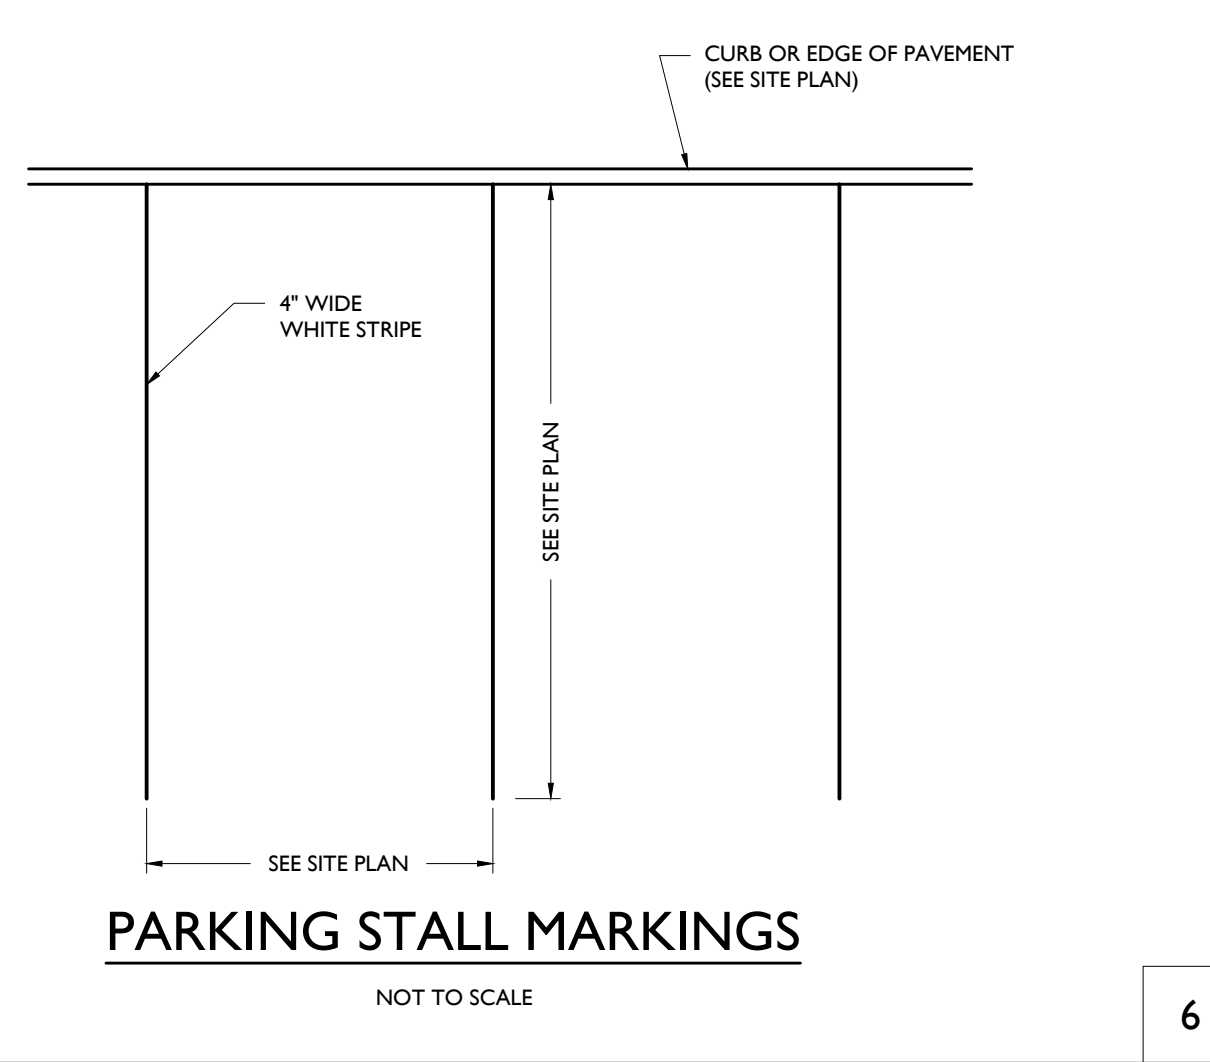 CURB OR EDGE OF PAVEMENT
(SEE SITE PLAN)
4" WIDE
WHITE STRIPE
SEE SITE PLAN
SEE SITE PLAN
PARKING STALL MARKINGS
NOT TO SCALE
6